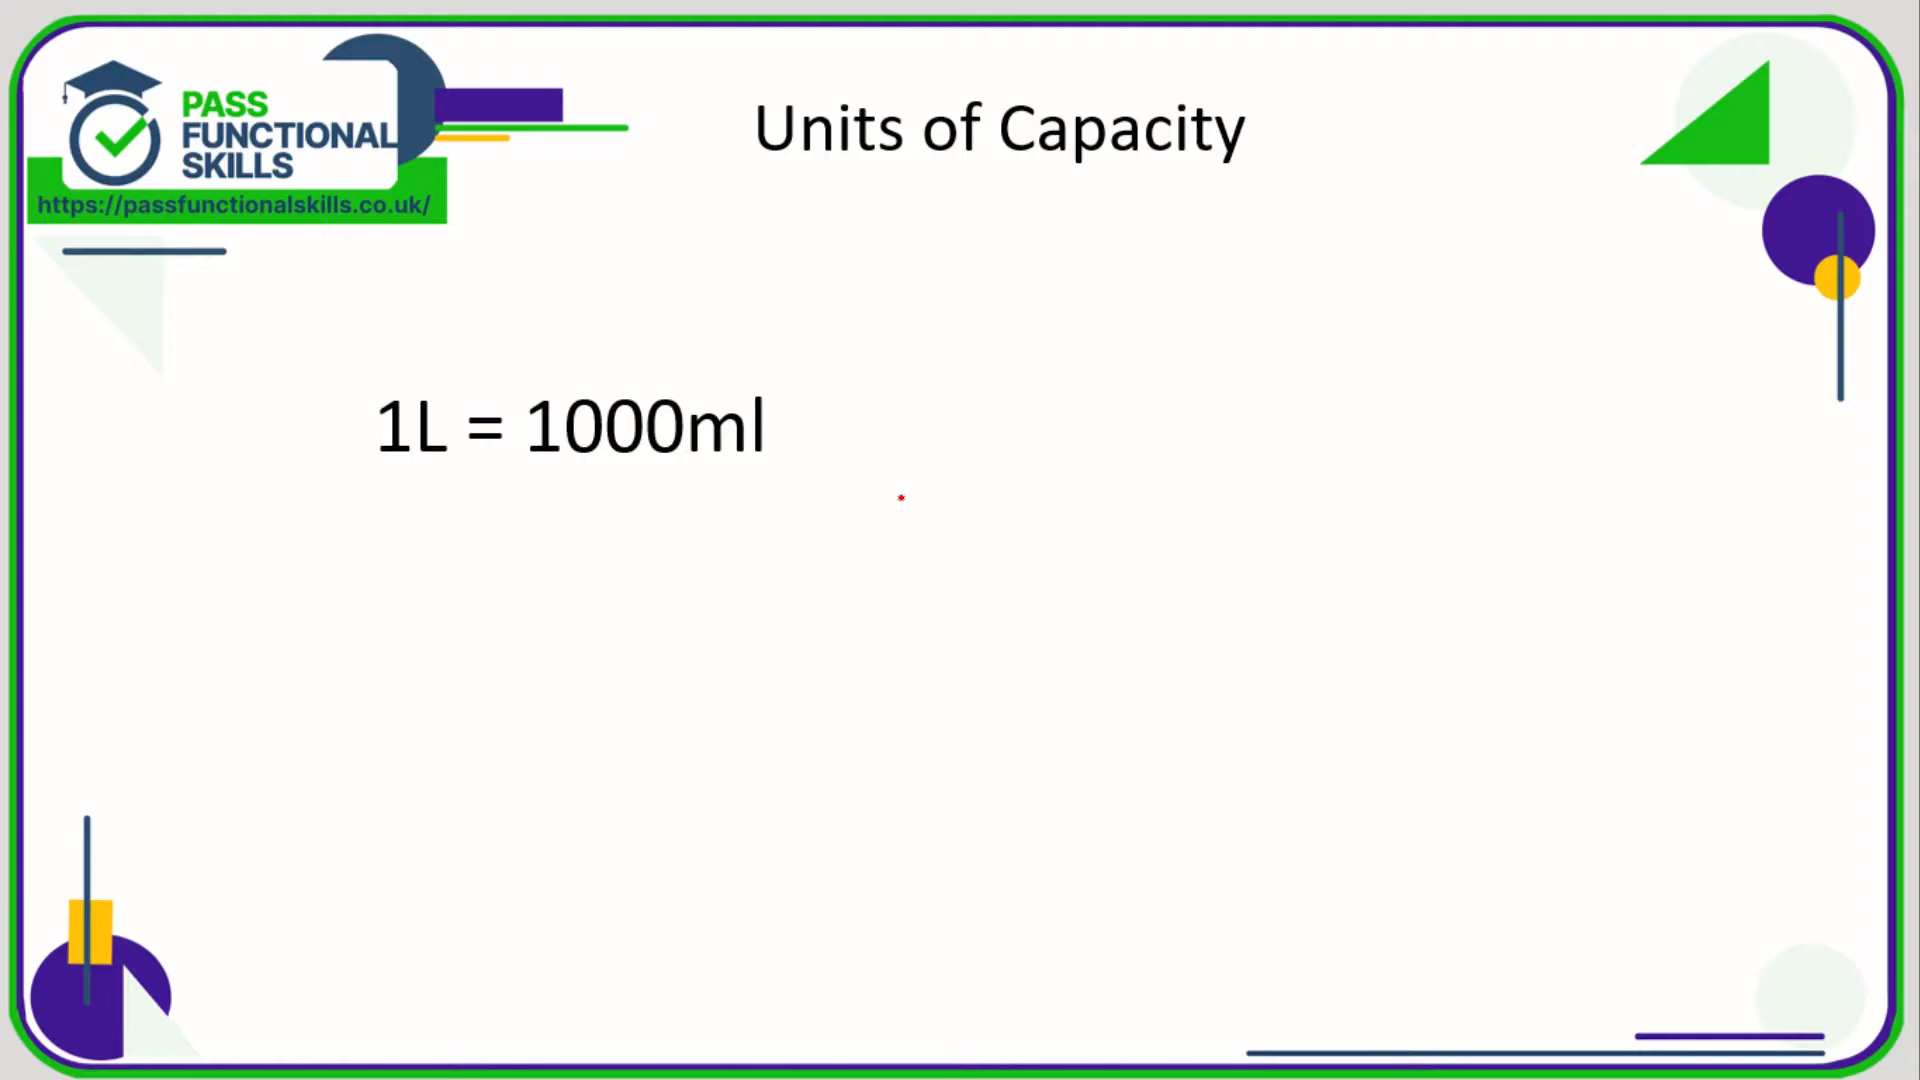 PASS
FUNCTIONAL
SKILLS
https://passfunctionalskills.co.uk/
Units of Capacity
1L = 1000ml